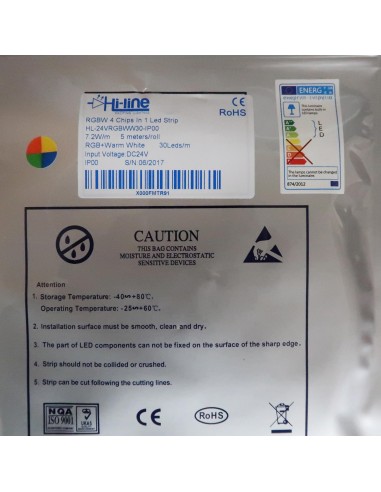 Hi-line
CE
RoHS
RGBW 4 Chips in 1 Led Strip
HL-24VRGBWW30-IP00
7.2W/m 5 meters/roll
RGB+Warm White 30Leds/m
Input Voltage DC24V
IP00 S/N:06/2017
X000FMTR91
ENERG
LED
874/2012
CAUTION
THIS BAG CONTAINS
MOISTURE AND ELECTROSTATIC
SENSITIVE DEVICES
Attention
1. Storage Temperature: -40~+80℃.
Operating Temperature: -25~+60℃.
2. Installation surface must be smooth, clean and dry.
3. The part of LED components can not be fixed on the surface of the sharp edge.
4. Strip should not be collided or crushed.
5. Strip can be cut following the cutting lines.
NQA
ISO 9001
UKAS
CE
RoHS